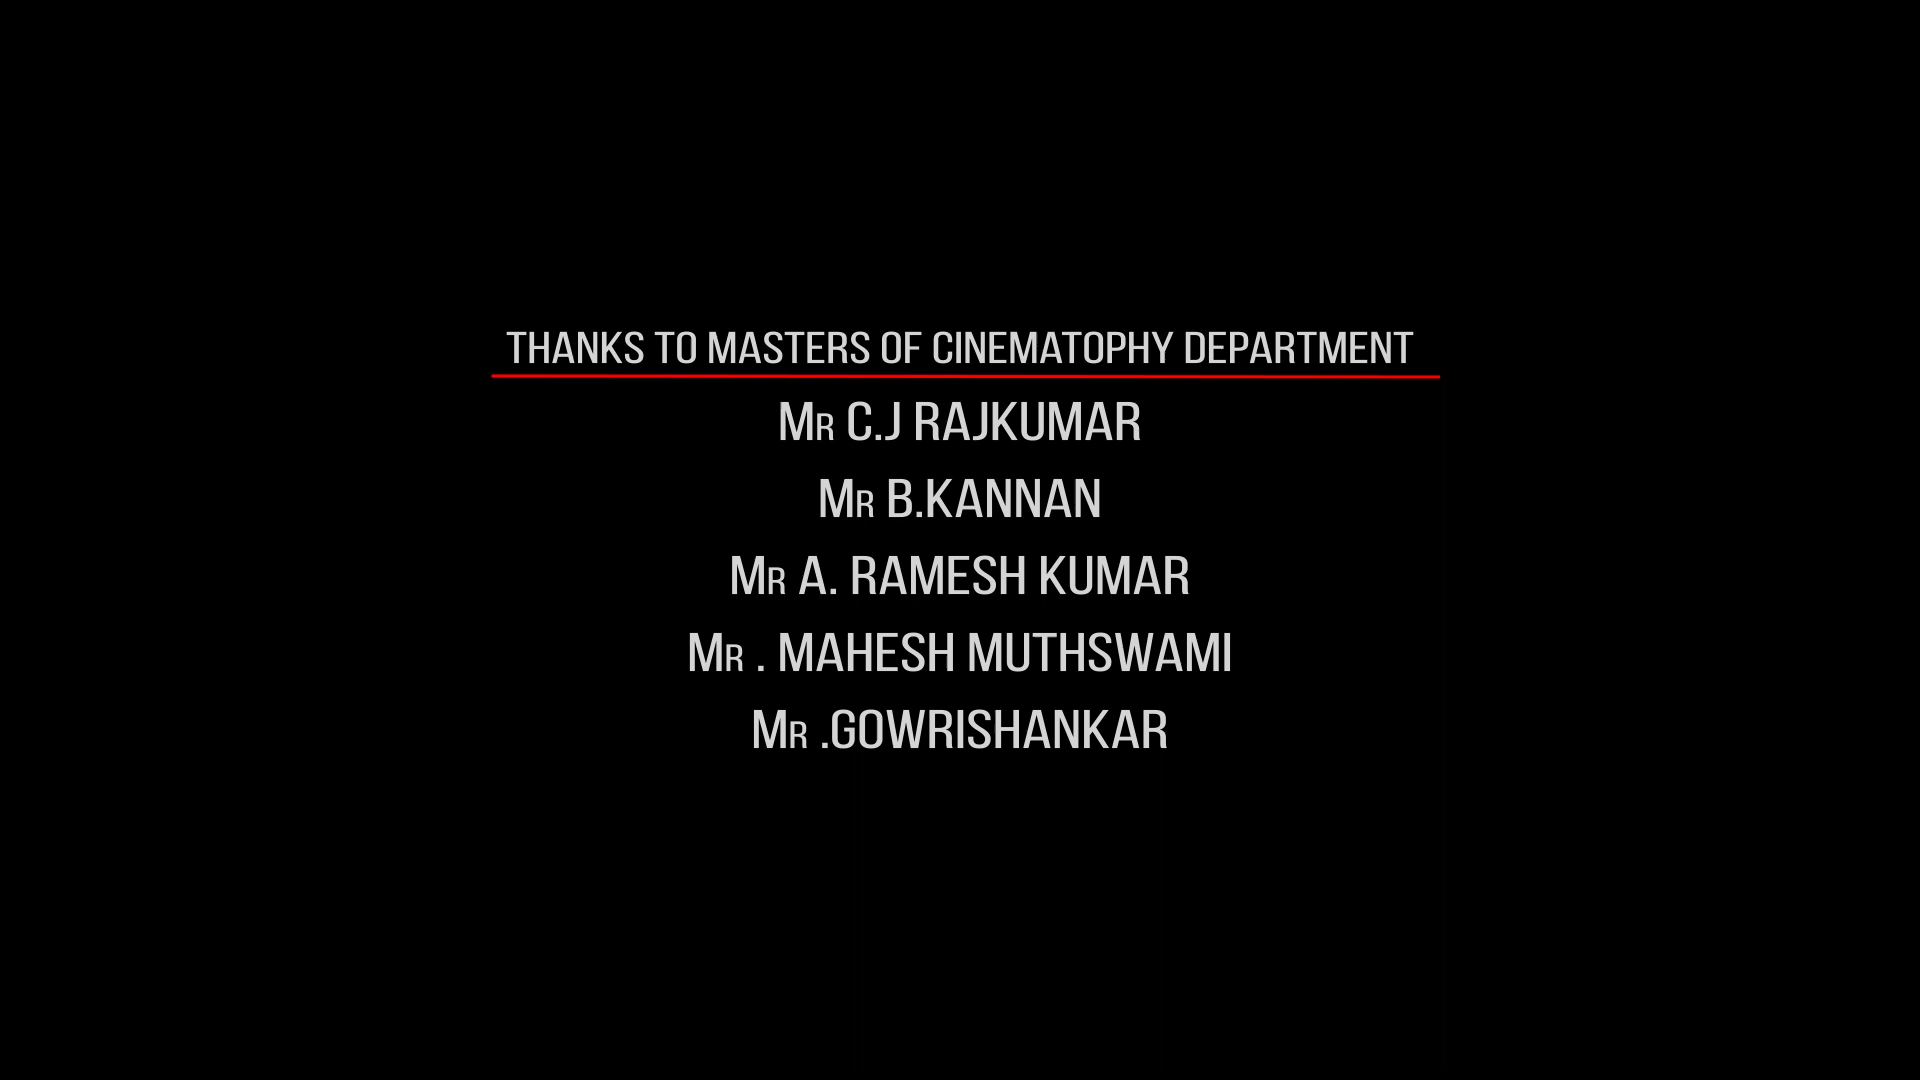 THANKS TO MASTERS OF CINEMATOPHY DEPARTMENT
MR C.J RAJKUMAR
MR B.KANNAN
MR A. RAMESH KUMAR
MR . MAHESH MUTHSWAMI
MR .GOWRISHANKAR